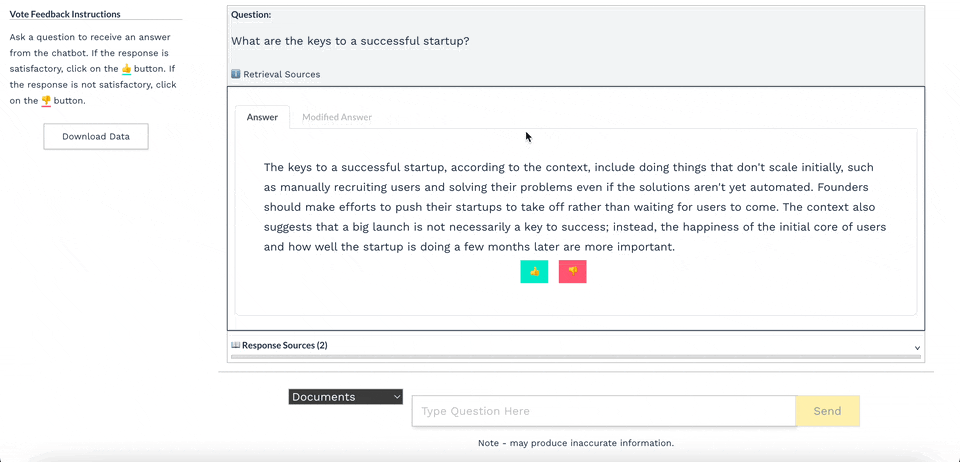 Vote Feedback Instructions
Ask a question to receive an answer
from the chatbot. If the response is
satisfactory, click on the 👍 button. If
the response is not satisfactory, click
on the 👎 button.
Download Data
Question:
What are the keys to a successful startup?
ℹ️ Retrieval Sources
Answer
Modified Answer
The keys to a successful startup, according to the context, include doing things that don't scale initially, such
as manually recruiting users and solving their problems even if the solutions aren't yet automated. Founders
should make efforts to push their startups to take off rather than waiting for users to come. The context also
suggests that a big launch is not necessarily a key to success; instead, the happiness of the initial core of users
and how well the startup is doing a few months later are more important.
👍 👎
📖 Response Sources (2)
Documents
Type Question Here
Send
Note - may produce inaccurate information.